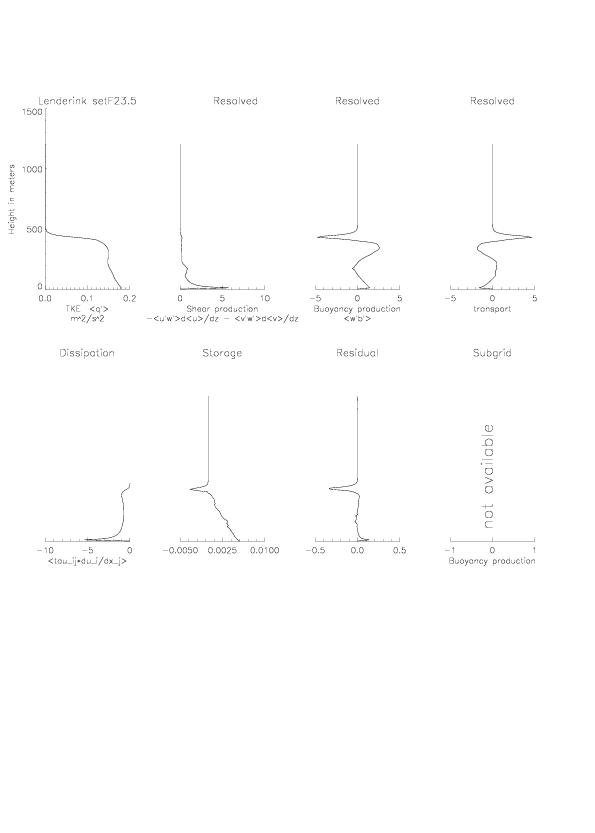 Lenderink setF23.5
Resolved
Resolved
Resolved
1500
1000
500
0
Height in meters
0.0 0.1 0.2
TKE <q'>
m^2/s^2
0 5 10
Shear production
-<u'w'>d<u>/dz - <v'w'>d<v>/dz
-5 0 5
Buoyancy production
<w'b'>
-5 0 5
transport
Dissipation
Storage
Residual
Subgrid
-10 -5 0
<tau_ij*du_i/dx_j>
-0.0050 0.0025 0.0100
-0.5 0.0 0.5
not available
-1 0 1
Buoyancy production